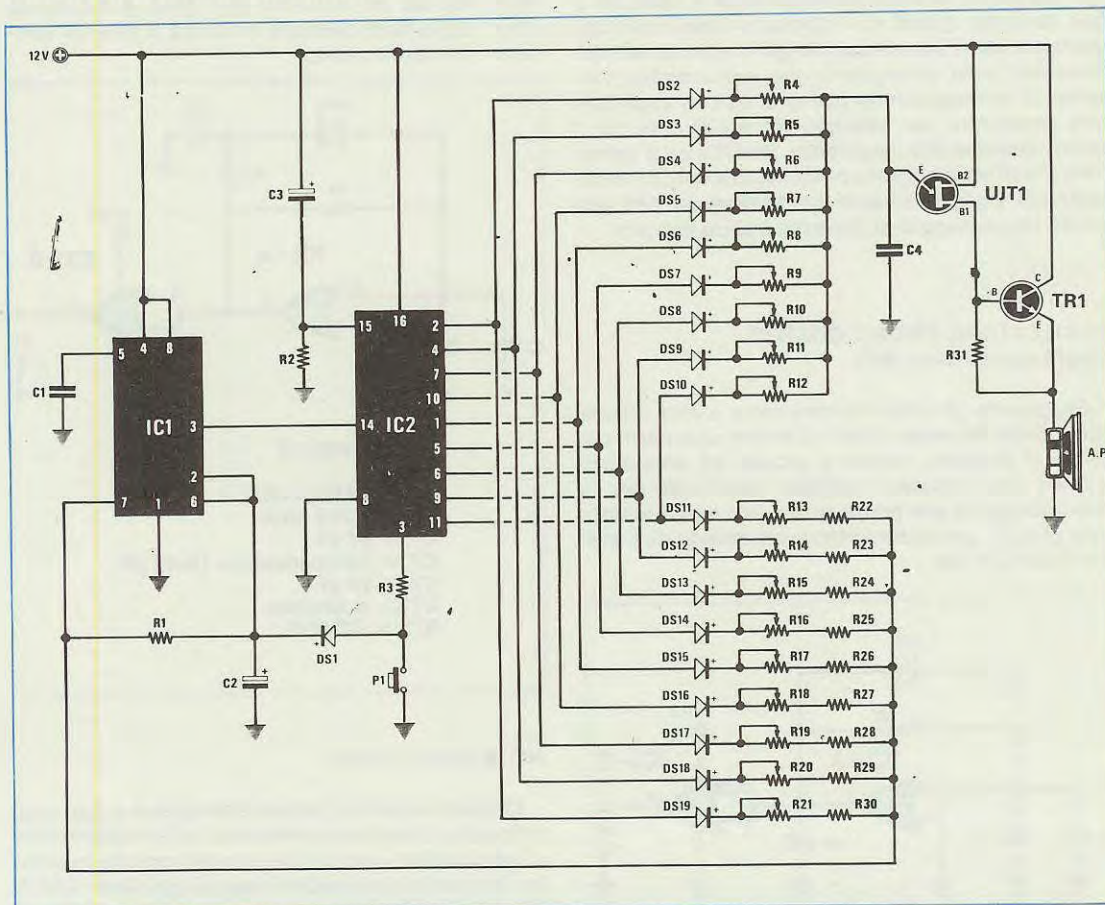 12 V
DS2
R4
DS3
R5
DS4
R6
DS5
R7
DS6
R8
DS7
R9
DS8
R10
DS9
R11
DS10
R12
E
B2
B1
UJT1
C4
C
B
E
TR1
R31
A.P.
C3
R2
15
16
2
4
7
10
1
5
6
9
11
14
8
3
IC2
C1
5
4
8
3
2
6
7
1
IC1
R3
R1
DS1
C2
P1
DS11
R13
R22
DS12
R14
R23
DS13
R15
R24
DS14
R16
R25
DS15
R17
R26
DS16
R18
R27
DS17
R19
R28
DS18
R20
R29
DS19
R21
R30